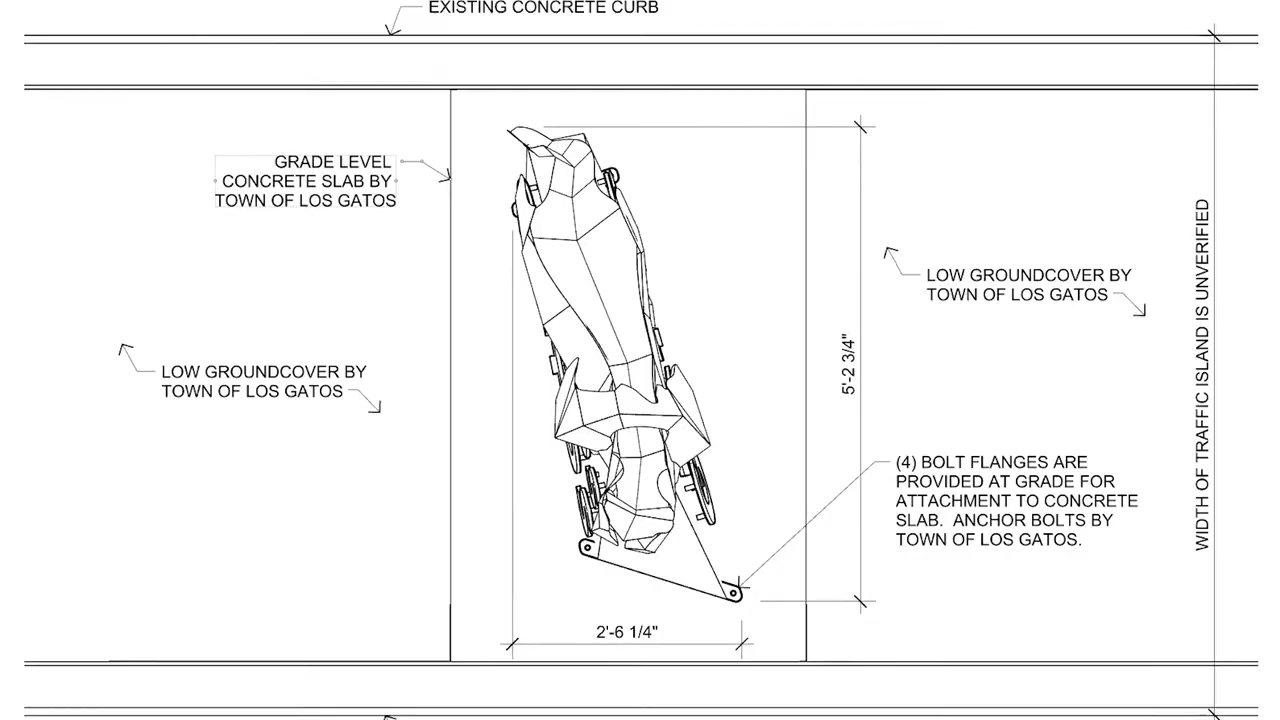 EXISTING CONCRETE CURB
GRADE LEVEL
CONCRETE SLAB BY
TOWN OF LOS GATOS
LOW GROUNDCOVER BY
TOWN OF LOS GATOS
WIDTH OF TRAFFIC ISLAND IS UNVERIFIED
5'-2 3/4"
LOW GROUNDCOVER BY
TOWN OF LOS GATOS
(4) BOLT FLANGES ARE
PROVIDED AT GRADE FOR
ATTACHMENT TO CONCRETE
SLAB. ANCHOR BOLTS BY
TOWN OF LOS GATOS.
2'-6 1/4"